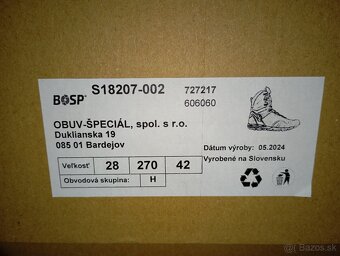 BOSP® S18207-002 727217
606060
OBUV-ŠPECIÁL, spol. s r.o.
Duklianska 19
085 01 Bardejov
Dátum výroby: 05.2024
Vyrobené na Slovensku
Veľkosť 28 270 42
Obvodová skupina: H
Bazos.sk